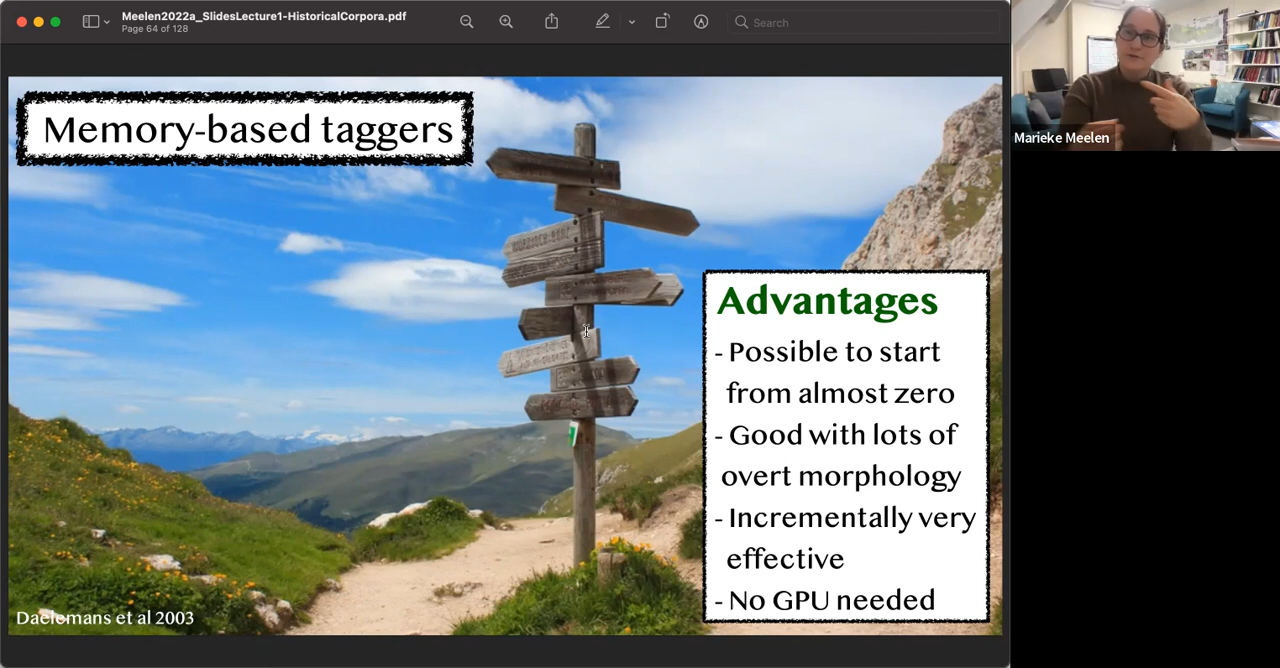 Meelen2022a_SlidesLecture1-HistoricalCorpora.pdf
Page 64 of 128
Search
Marieke Meelen
Memory-based taggers
Advantages
- Possible to start
from almost zero
- Good with lots of
overt morphology
- Incrementally very
effective
- No GPU needed
Daelemans et al 2003